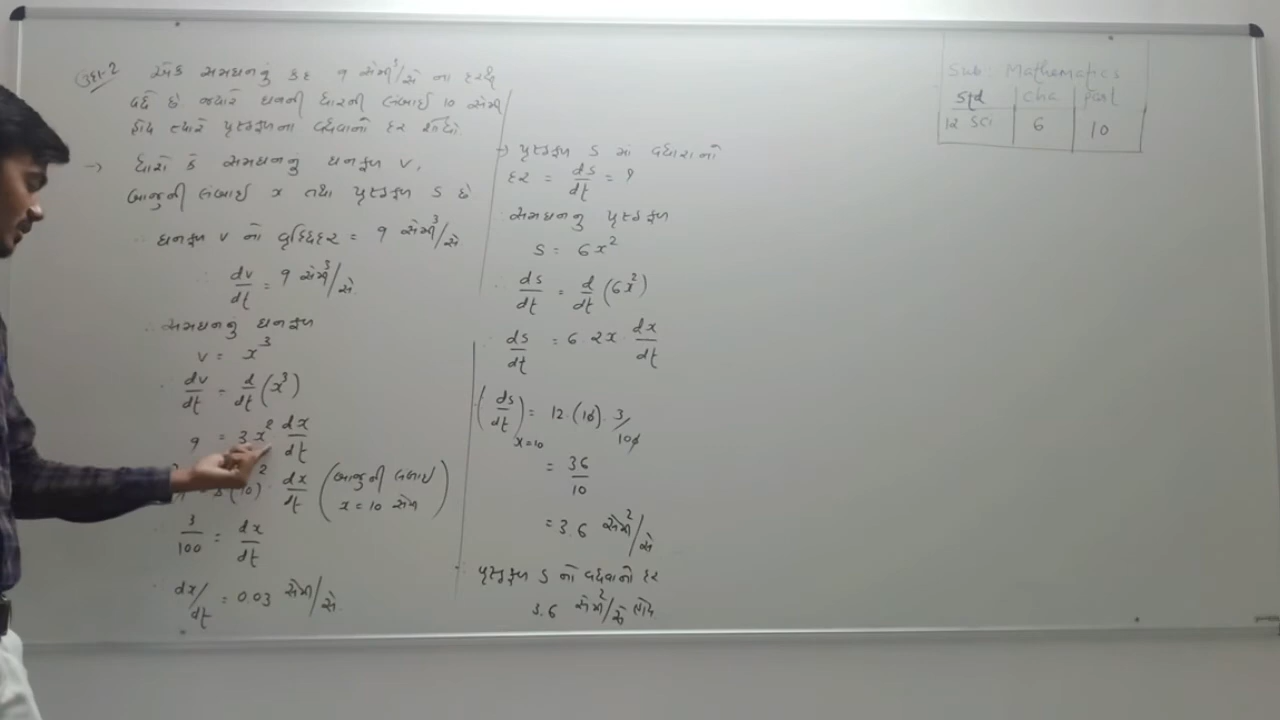 ઉદા-2 એક સમઘનનું કદ 9 સેમી³/સે ના દરથી
વધે છે. જ્યારે ઘનની ધારની લંબાઈ 10 સેમી
હોય ત્યારે પૃષ્ઠફળના વધવાનો દર શોધો.
→ ધારો કે સમઘનનું ઘનફળ V,
બાજુની લંબાઈ x તથા પૃષ્ઠફળ S છે
∴ ઘનફળ V નો વૃદ્ધિદર = 9 સેમી³/સે
∴ dv/dt = 9 સેમી³/સે.
∴ સમઘનનું ઘનફળ
V = x³
∴ dv/dt = d/dt (x³)
9 = 3x² dx/dt
(10)² dx/dt (બાજુની લંબાઈ x = 10 સેમી)
3/100 = dx/dt
∴ dx/dt = 0.03 સેમી/સે.
→ પૃષ્ઠફળ S માં વધારાનો
દર = ds/dt = ?
∴ સમઘનનું પૃષ્ઠફળ
S = 6x²
∴ ds/dt = d/dt (6x²)
∴ ds/dt = 6 2x dx/dt
(ds/dt) x=10 = 12·(10)· 3/100
= 36/10
= 3.6 સેમી²/સે
∴ પૃષ્ઠફળ S નો વધવાનો દર
3.6 સેમી²/સે હોય
Sub: Mathematics
Std Cha Part
12 Sci 6 10